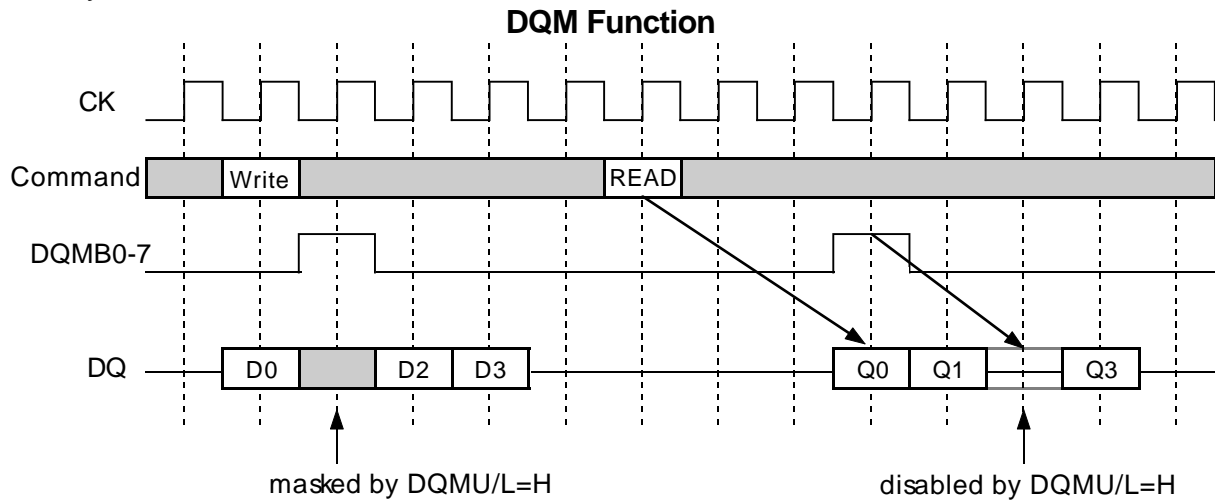 DQM Function
CK
Command
Write
READ
DQMB0-7
DQ
D0
D2
D3
Q0
Q1
Q3
masked by DQMU/L=H
disabled by DQMU/L=H